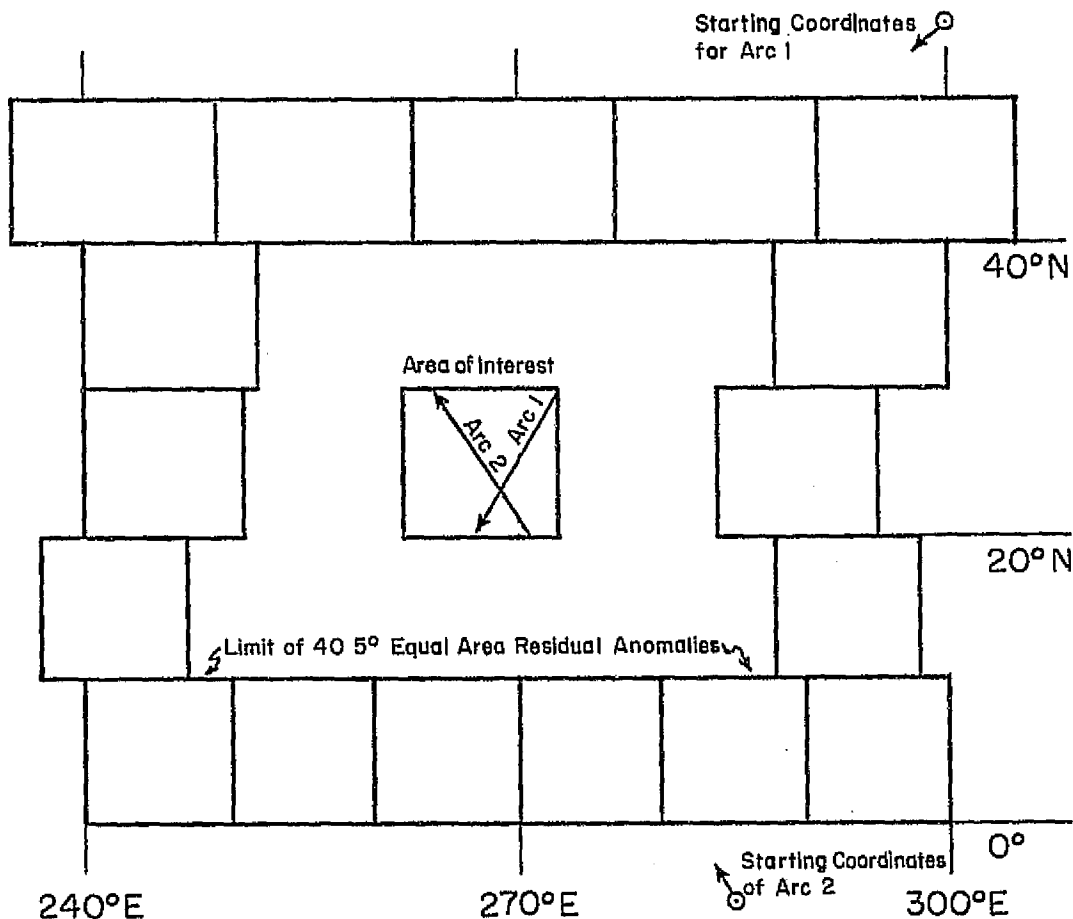 Starting Coordinates
for Arc 1
40°N
Area of Interest
Arc 1
Arc 2
20°N
Limit of 40 5° Equal Area Residual Anomalies
0°
Starting Coordinates
of Arc 2
240°E
270°E
300°E